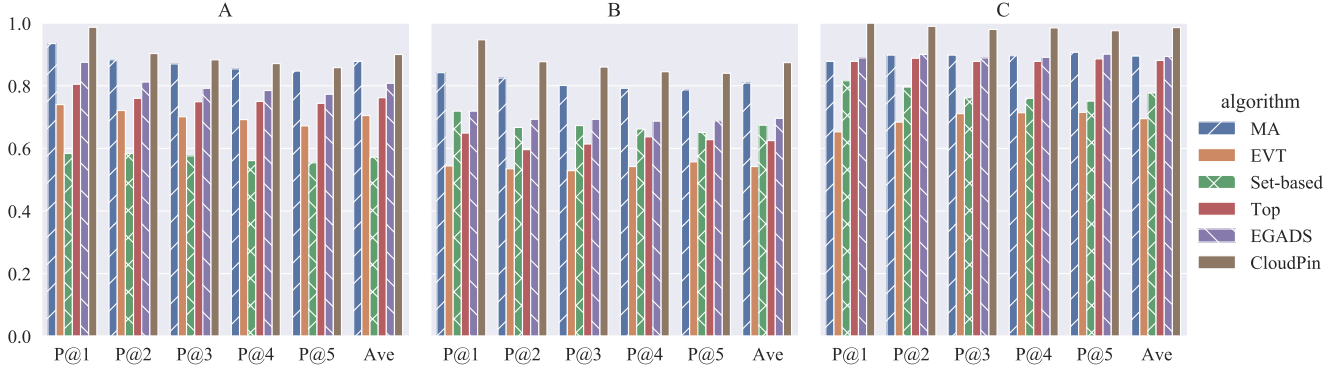 A B C
1.0
0.8
0.6
0.4
0.2
0.0
P@1 P@2 P@3 P@4 P@5 Ave
P@1 P@2 P@3 P@4 P@5 Ave
P@1 P@2 P@3 P@4 P@5 Ave
algorithm
MA
EVT
Set-based
Top
EGADS
CloudPin